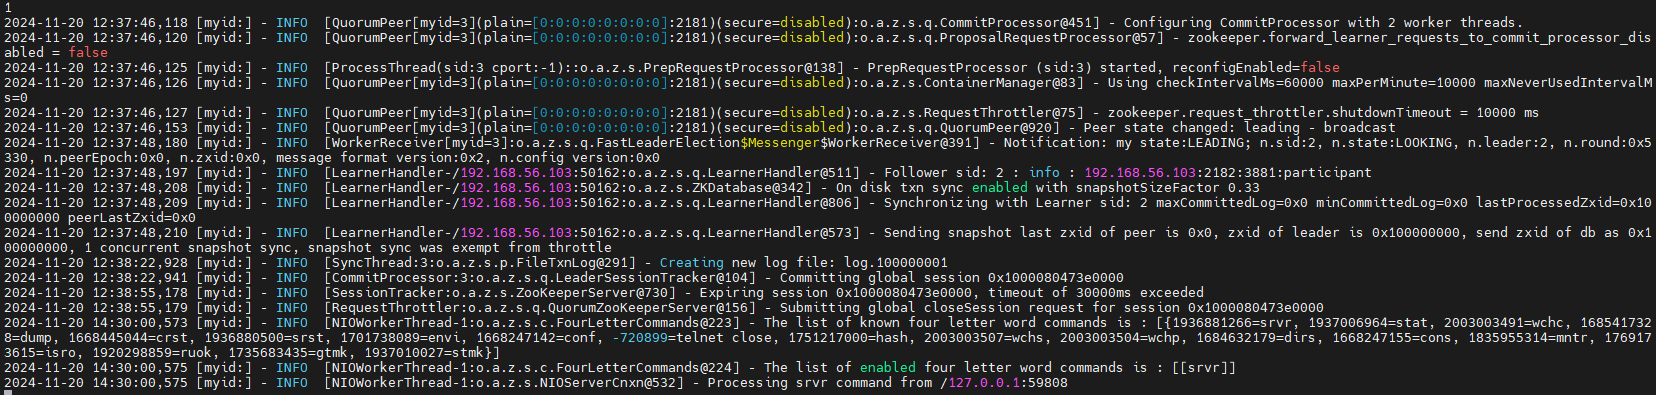 1
2024-11-20 12:37:46,118 [myid:] - INFO  [QuorumPeer[myid=3](plain=[0:0:0:0:0:0:0:0]:2181)(secure=disabled):o.a.z.s.q.CommitProcessor@451] - Configuring CommitProcessor with 2 worker threads.
2024-11-20 12:37:46,120 [myid:] - INFO  [QuorumPeer[myid=3](plain=[0:0:0:0:0:0:0:0]:2181)(secure=disabled):o.a.z.s.q.ProposalRequestProcessor@57] - zookeeper.forward_learner_requests_to_commit_processor_dis
abled = false
2024-11-20 12:37:46,125 [myid:] - INFO  [ProcessThread(sid:3 cport:-1)::o.a.z.s.PrepRequestProcessor@138] - PrepRequestProcessor (sid:3) started, reconfigEnabled=false
2024-11-20 12:37:46,126 [myid:] - INFO  [QuorumPeer[myid=3](plain=[0:0:0:0:0:0:0:0]:2181)(secure=disabled):o.a.z.s.ContainerManager@83] - Using checkIntervalMs=60000 maxPerMinute=10000 maxNeverUsedIntervalM
s=0
2024-11-20 12:37:46,127 [myid:] - INFO  [QuorumPeer[myid=3](plain=[0:0:0:0:0:0:0:0]:2181)(secure=disabled):o.a.z.s.RequestThrottler@75] - zookeeper.request_throttler.shutdownTimeout = 10000 ms
2024-11-20 12:37:46,153 [myid:] - INFO  [QuorumPeer[myid=3](plain=[0:0:0:0:0:0:0:0]:2181)(secure=disabled):o.a.z.s.q.QuorumPeer@920] - Peer state changed: leading - broadcast
2024-11-20 12:37:48,180 [myid:] - INFO  [WorkerReceiver[myid=3]:o.a.z.s.q.FastLeaderElection$Messenger$WorkerReceiver@391] - Notification: my state:LEADING; n.sid:2, n.state:LOOKING, n.leader:2, n.round:0x5
330, n.peerEpoch:0x0, n.zxid:0x0, message format version:0x2, n.config version:0x0
2024-11-20 12:37:48,197 [myid:] - INFO  [LearnerHandler-/192.168.56.103:50162:o.a.z.s.q.LearnerHandler@511] - Follower sid: 2 : info : 192.168.56.103:2182:3881:participant
2024-11-20 12:37:48,208 [myid:] - INFO  [LearnerHandler-/192.168.56.103:50162:o.a.z.s.ZKDatabase@342] - On disk txn sync enabled with snapshotSizeFactor 0.33
2024-11-20 12:37:48,209 [myid:] - INFO  [LearnerHandler-/192.168.56.103:50162:o.a.z.s.q.LearnerHandler@806] - Synchronizing with Learner sid: 2 maxCommittedLog=0x0 minCommittedLog=0x0 lastProcessedZxid=0x10
0000000 peerLastZxid=0x0
2024-11-20 12:37:48,210 [myid:] - INFO  [LearnerHandler-/192.168.56.103:50162:o.a.z.s.q.LearnerHandler@573] - Sending snapshot last zxid of peer is 0x0, zxid of leader is 0x100000000, send zxid of db as 0x1
00000000, 1 concurrent snapshot sync, snapshot sync was exempt from throttle
2024-11-20 12:38:22,928 [myid:] - INFO  [SyncThread:3:o.a.z.s.p.FileTxnLog@291] - Creating new log file: log.100000001
2024-11-20 12:38:22,941 [myid:] - INFO  [CommitProcessor:3:o.a.z.s.q.LeaderSessionTracker@104] - Committing global session 0x1000080473e0000
2024-11-20 12:38:55,178 [myid:] - INFO  [SessionTracker:o.a.z.s.ZooKeeperServer@730] - Expiring session 0x1000080473e0000, timeout of 30000ms exceeded
2024-11-20 12:38:55,179 [myid:] - INFO  [RequestThrottler:o.a.z.s.q.QuorumZooKeeperServer@156] - Submitting global closeSession request for session 0x1000080473e0000
2024-11-20 14:30:00,573 [myid:] - INFO  [NIOWorkerThread-1:o.a.z.s.c.FourLetterCommands@223] - The list of known four letter word commands is : [{1936881266=srvr, 1937006964=stat, 2003003491=wchc, 168541732
8=dump, 1668445044=crst, 1936880500=srst, 1701738089=envi, 1668247142=conf, -720899=telnet close, 1751217000=hash, 2003003507=wchs, 2003003504=wchp, 1684632179=dirs, 1668247155=cons, 1835955314=mntr, 176917
3615=isro, 1920298859=ruok, 1735683435=gtmk, 1937010027=stmk}]
2024-11-20 14:30:00,575 [myid:] - INFO  [NIOWorkerThread-1:o.a.z.s.c.FourLetterCommands@224] - The list of enabled four letter word commands is : [[srvr]]
2024-11-20 14:30:00,575 [myid:] - INFO  [NIOWorkerThread-1:o.a.z.s.NIOServerCnxn@532] - Processing srvr command from /127.0.0.1:59808